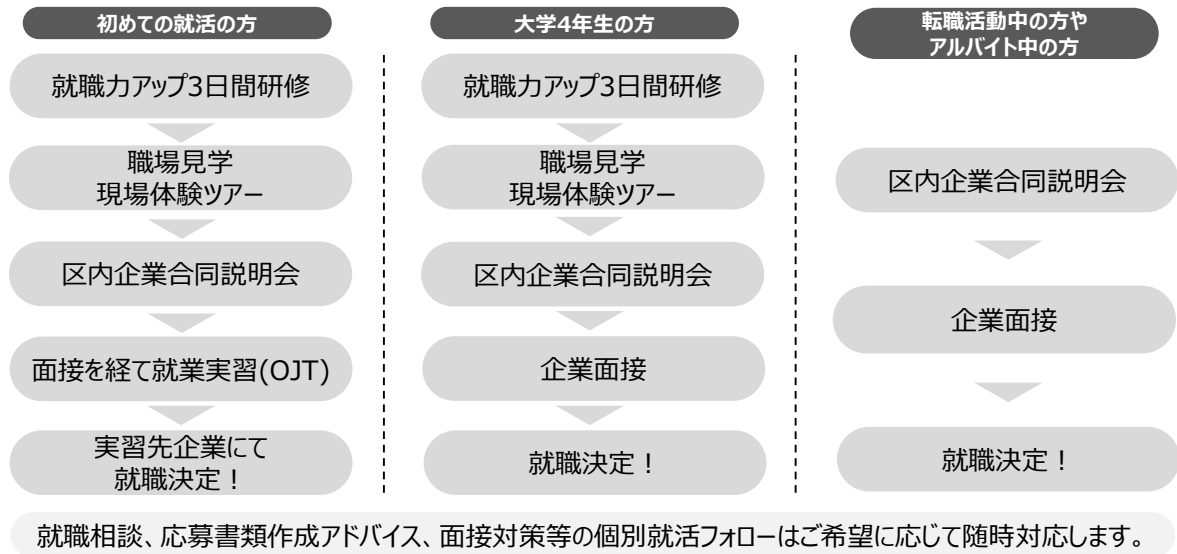 初めての就活の方
就職力アップ3日間研修
職場見学
現場体験ツアー
区内企業合同説明会
面接を経て就業実習(OJT)
実習先企業にて
就職決定！
大学4年生の方
就職力アップ3日間研修
職場見学
現場体験ツアー
区内企業合同説明会
企業面接
就職決定！
転職活動中の方や
アルバイト中の方
区内企業合同説明会
企業面接
就職決定！
就職相談、応募書類作成アドバイス、面接対策等の個別就活フォローはご希望に応じて随時対応します。